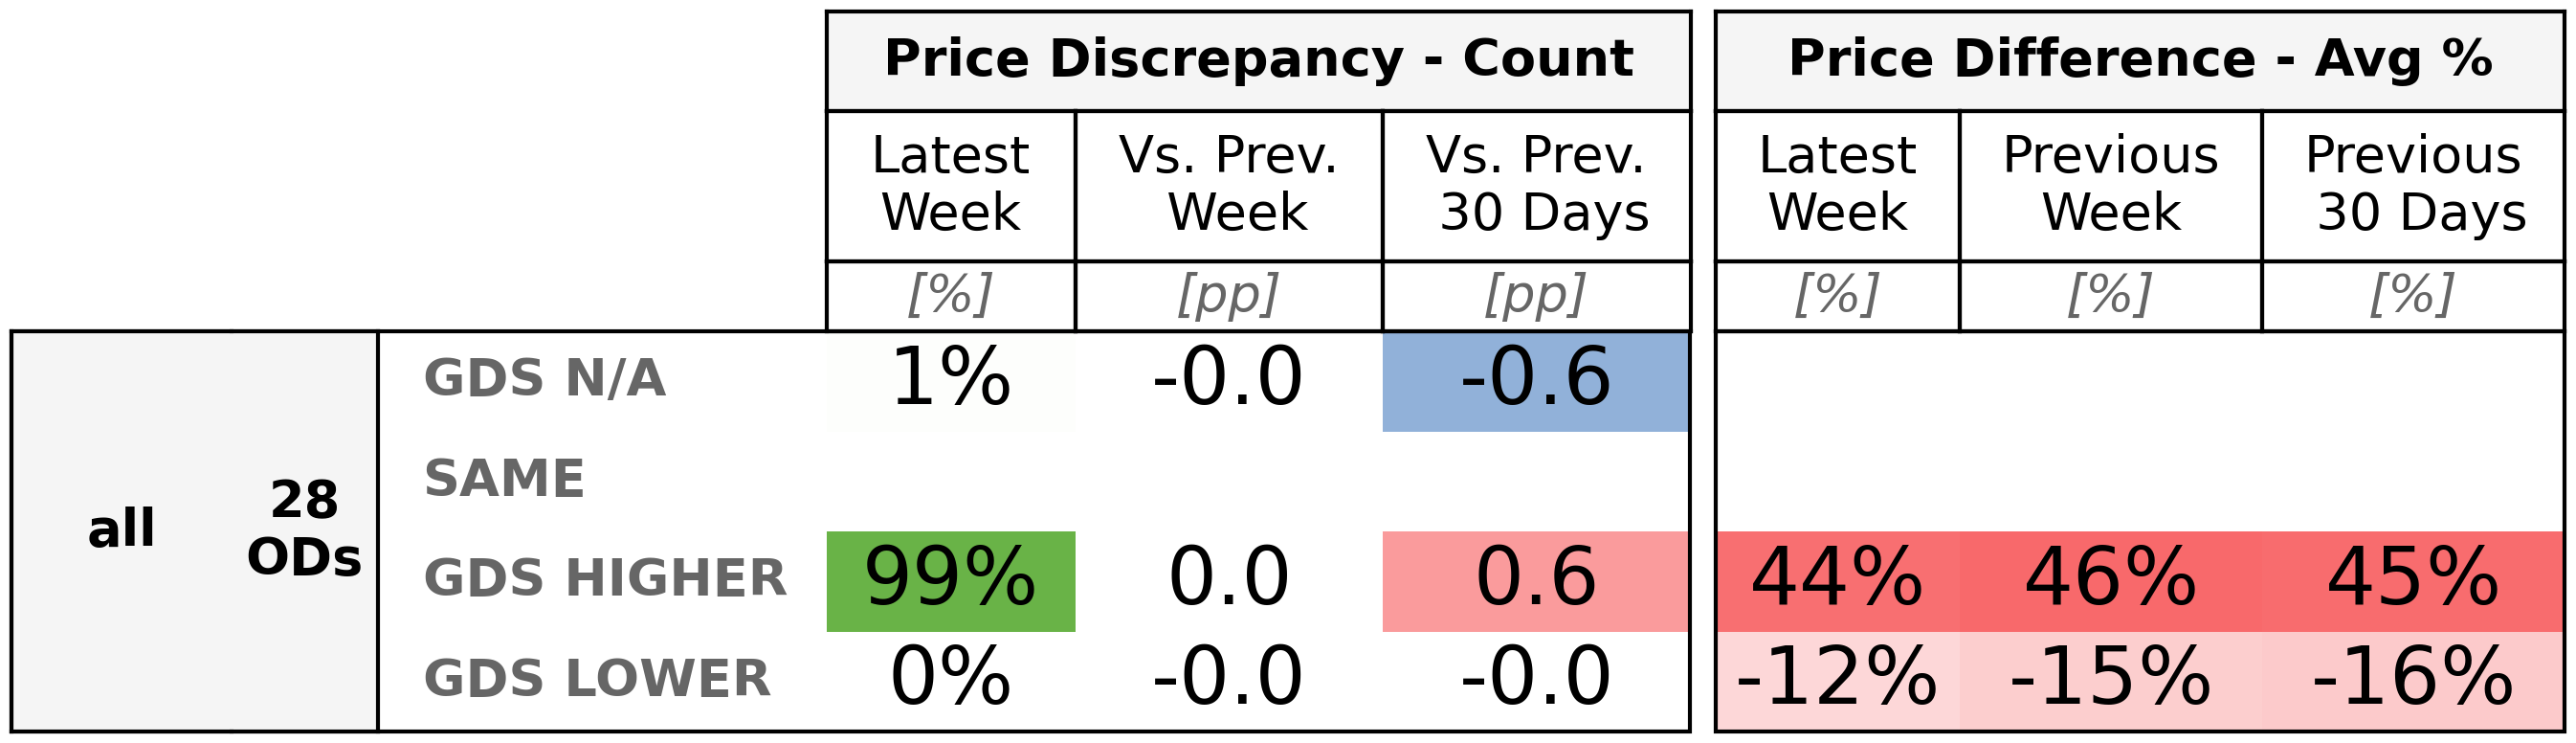 Price Discrepancy - Count Price Difference - Avg %
Latest Week Vs. Prev. Week Vs. Prev. 30 Days Latest Week Previous Week Previous 30 Days
[%] [pp] [pp] [%] [%] [%]
all 28 ODs
GDS N/A 1% -0.0 -0.6
SAME
GDS HIGHER 99% 0.0 0.6 44% 46% 45%
GDS LOWER 0% -0.0 -0.0 -12% -15% -16%